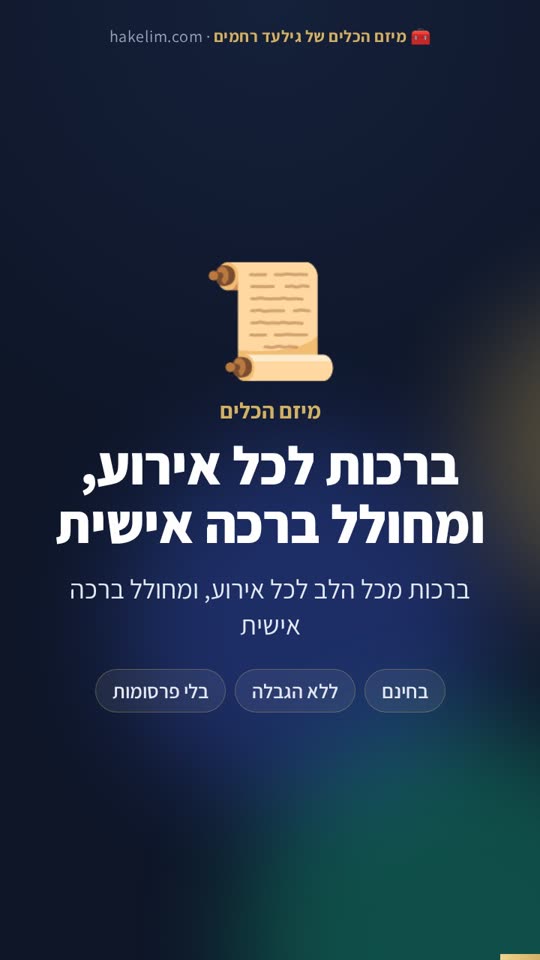 🧰 מיזם הכלים של גילעד רחמים · hakelim.com
מיזם הכלים
ברכות לכל אירוע,
ומחולל ברכה אישית
ברכות מכל הלב לכל אירוע, ומחולל ברכה
אישית
בחינם
ללא הגבלה
בלי פרסומות